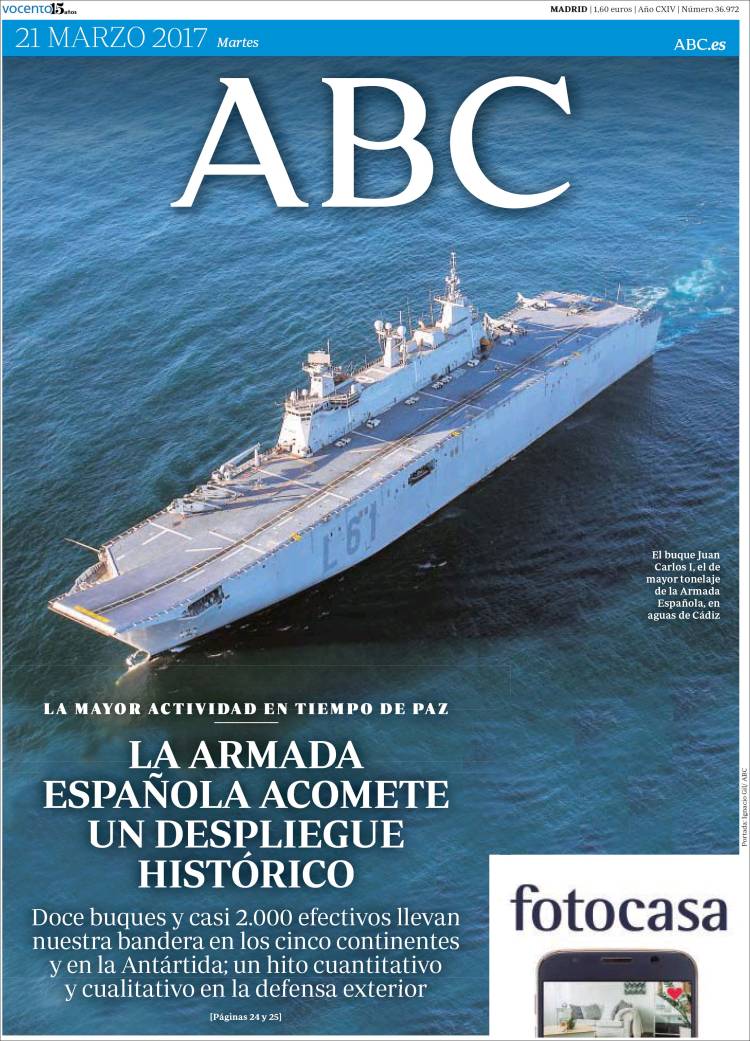 vocento 15 años
MADRID | 1,60 euros | Año CXIV | Número 36.972
21 MARZO 2017 Martes
ABC.es
ABC
L 61
El buque Juan
Carlos I, el de
mayor tonelaje
de la Armada
Española, en
aguas de Cádiz
LA MAYOR ACTIVIDAD EN TIEMPO DE PAZ
LA ARMADA
ESPAÑOLA ACOMETE
UN DESPLIEGUE
HISTÓRICO
Doce buques y casi 2.000 efectivos llevan
nuestra bandera en los cinco continentes
y en la Antártida; un hito cuantitativo
y cualitativo en la defensa exterior
[Páginas 24 y 25]
Portada: Ignacio Gil/ ABC
fotocasa